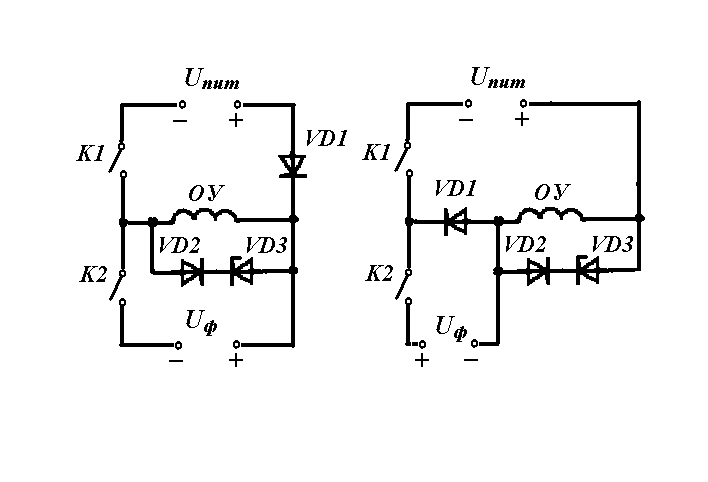 Uпит Uпит
− + − +
K1 VD1 K1
ОУ VD1 ОУ
VD2 VD3 VD2 VD3
K2 K2
Uф Uф
− + + −